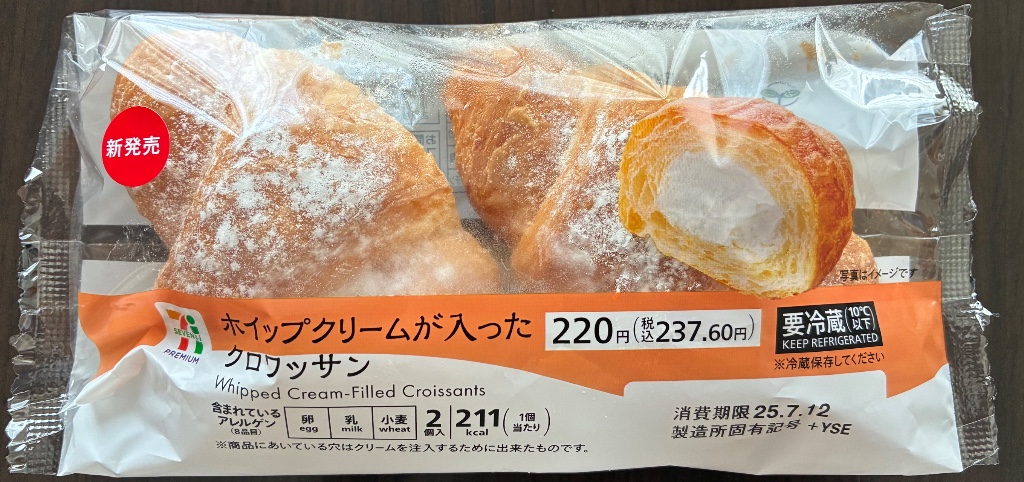 新発売
写真はイメージです
SEVEN&i
PREMIUM
ホイップクリームが入った
クロワッサン
Whipped Cream-Filled Croissants
220円(税込237.60円)
要冷蔵 10℃以下
KEEP REFRIGERATED
※冷蔵保存してください
含まれている
アレルゲン
(8品目)
卵 egg 乳 milk 小麦 wheat
2個入 211kcal (1個当たり)
※商品にあいている穴はクリームを注入するために出来たものです。
消費期限 25.7.12
製造所固有記号 +YSE